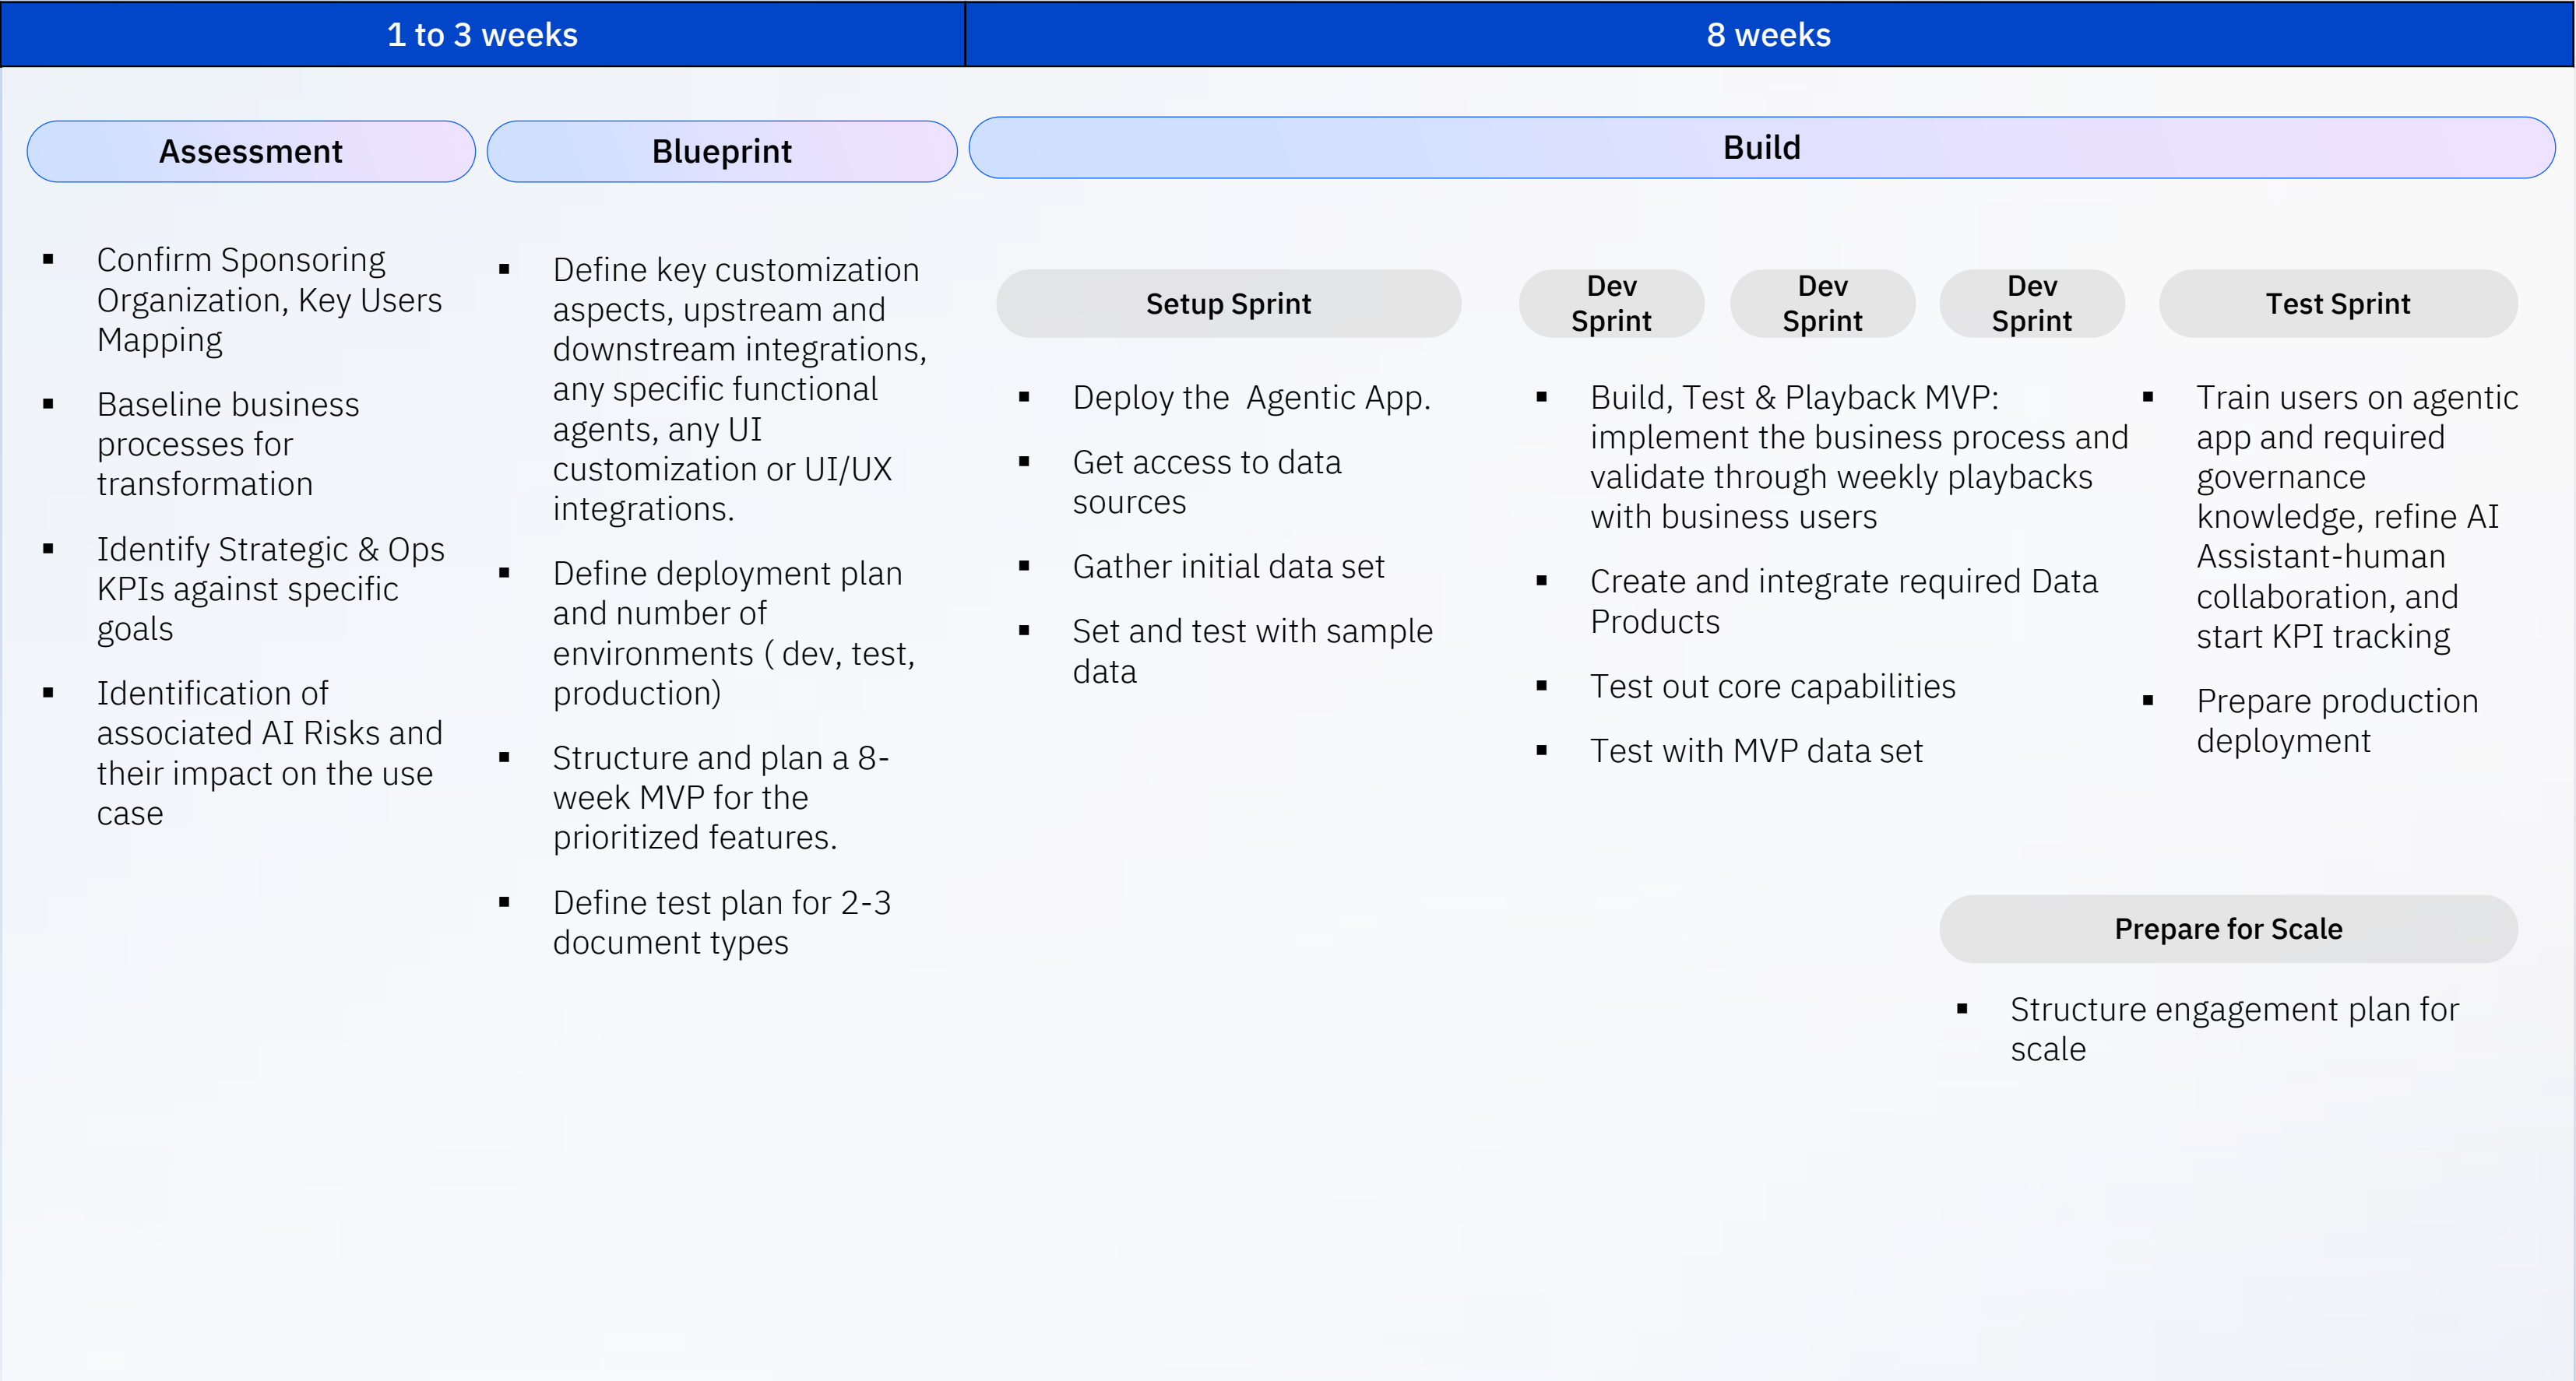 1 to 3 weeks
8 weeks
Assessment
Blueprint
Build
▪ Confirm Sponsoring
Organization, Key Users
Mapping
▪ Baseline business
processes for
transformation
▪ Identify Strategic & Ops
KPIs against specific
goals
▪ Identification of
associated AI Risks and
their impact on the use
case
▪ Define key customization
aspects, upstream and
downstream integrations,
any specific functional
agents, any UI
customization or UI/UX
integrations.
▪ Define deployment plan
and number of
environments ( dev, test,
production)
▪ Structure and plan a 8-
week MVP for the
prioritized features.
▪ Define test plan for 2-3
document types
Setup Sprint
▪ Deploy the  Agentic App.
▪ Get access to data
sources
▪ Gather initial data set
▪ Set and test with sample
data
Dev
Sprint
Dev
Sprint
Dev
Sprint
▪ Build, Test & Playback MVP:
implement the business process and
validate through weekly playbacks
with business users
▪ Create and integrate required Data
Products
▪ Test out core capabilities
▪ Test with MVP data set
Test Sprint
▪ Train users on agentic
app and required
governance
knowledge, refine AI
Assistant-human
collaboration, and
start KPI tracking
▪ Prepare production
deployment
Prepare for Scale
▪ Structure engagement plan for
scale